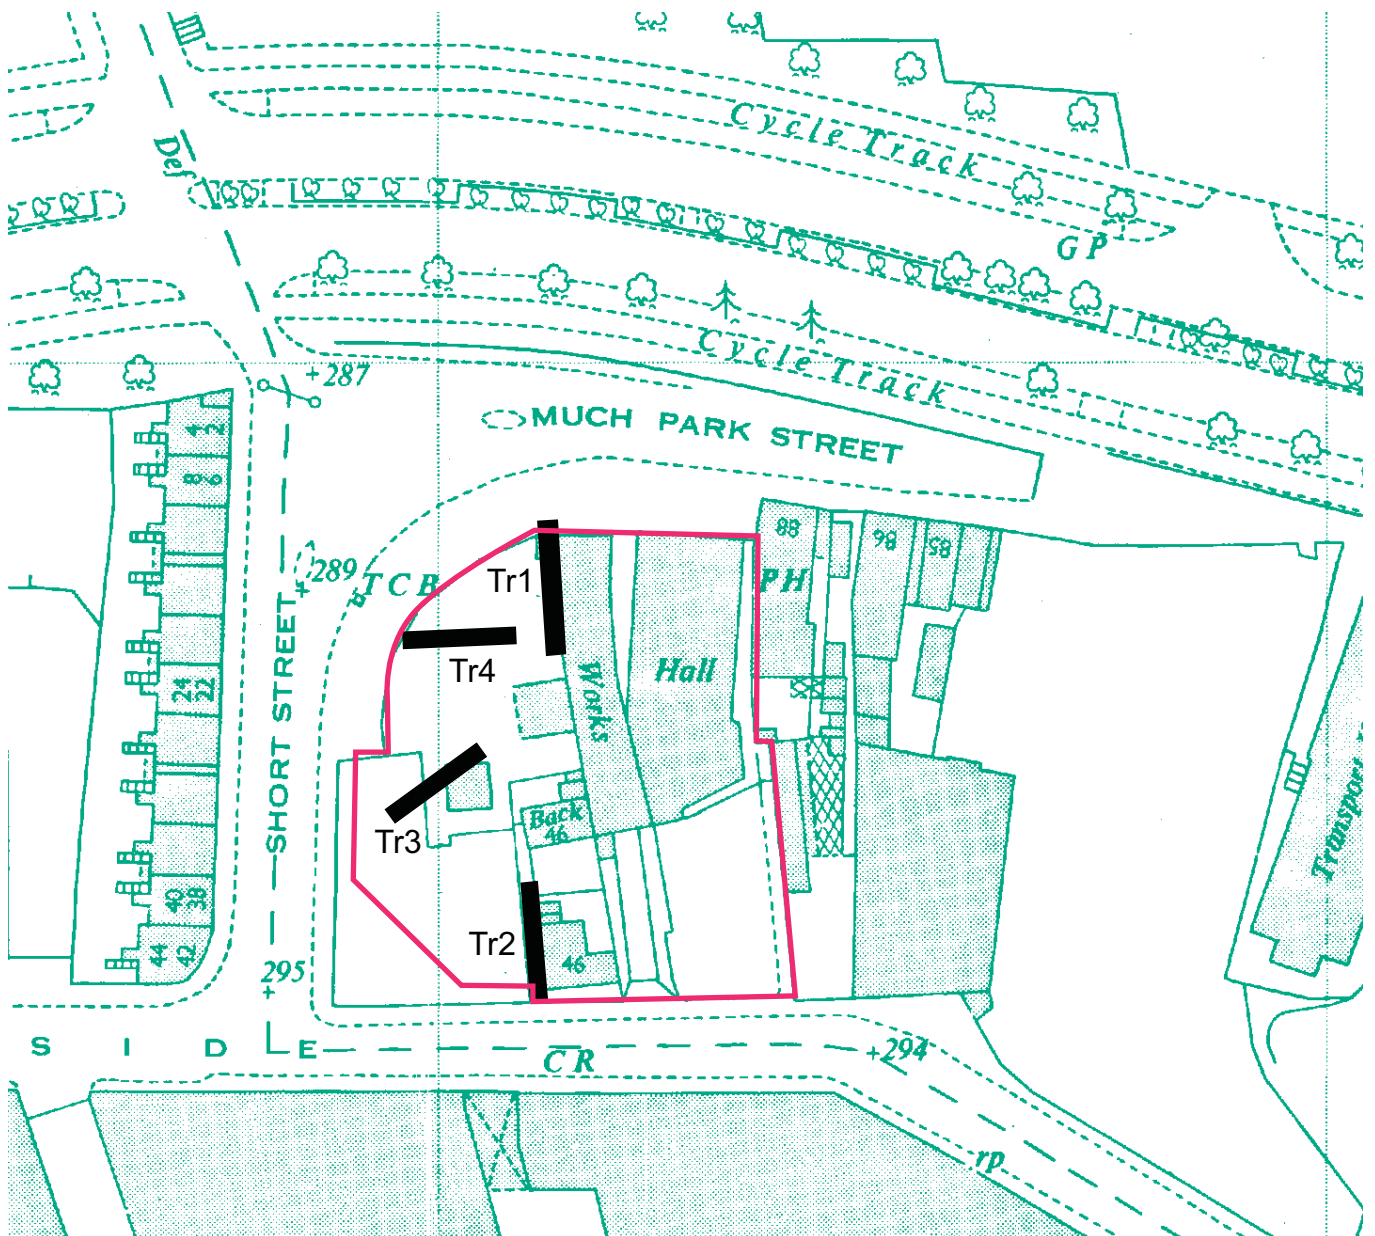 Cycle Track
Def
GP
Cycle Track
287
MUCH PARK STREET
2
4
6
8
88
86
85
289
TCB
PH
Tr1
Tr4
Works
Hall
22
24
SHORT STREET
Tr3
Back
46
Transport
38
40
42
44
Tr2
46
295
SIDE
CR
294
rp